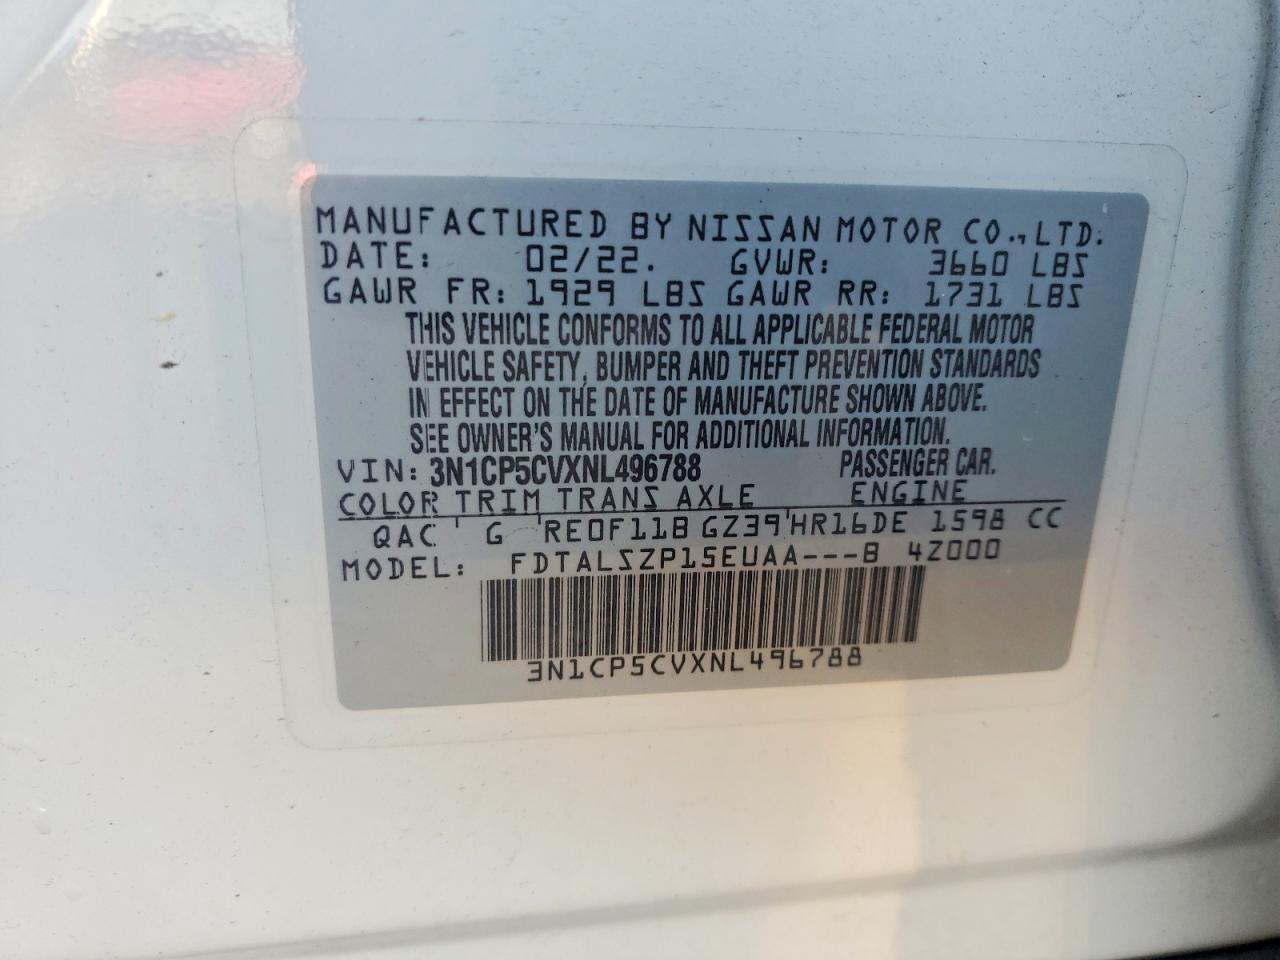 MANUFACTURED BY NISSAN MOTOR CO., LTD.
DATE: 02/22. GVWR: 3660 LBS
GAWR FR: 1929 LBS GAWR RR: 1731 LBS
THIS VEHICLE CONFORMS TO ALL APPLICABLE FEDERAL MOTOR
VEHICLE SAFETY, BUMPER AND THEFT PREVENTION STANDARDS
IN EFFECT ON THE DATE OF MANUFACTURE SHOWN ABOVE.
SEE OWNER'S MANUAL FOR ADDITIONAL INFORMATION.
VIN: 3N1CP5CVXNL496788 PASSENGER CAR.
COLOR TRIM TRANS AXLE ENGINE
QAC G RE0F11B GZ39 HR16DE 1598 CC
MODEL: FDTALSZP15EUAA---B 4Z000
3N1CP5CVXNL496788